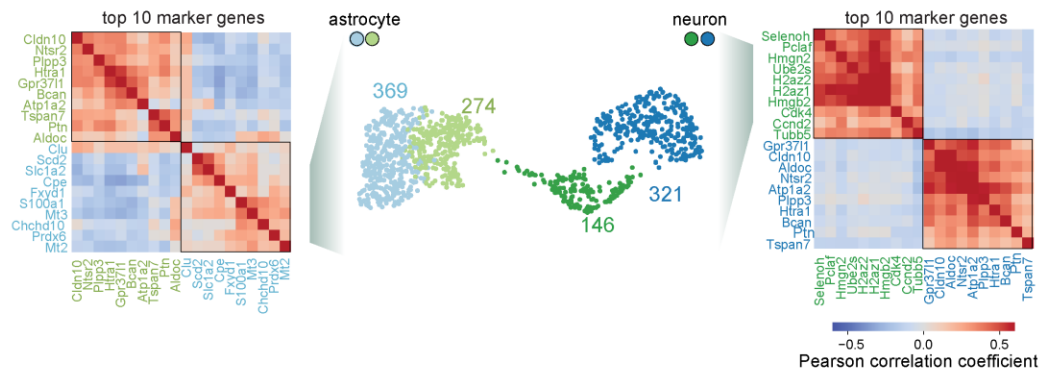 top 10 marker genes
astrocyte
neuron
top 10 marker genes
Cldn10
Ntsr2
Plpp3
Htra1
Gpr37l1
Bcan
Atp1a2
Tspan7
Ptn
Aldoc
Clu
Scd2
Slc1a2
Cpe
Fxyd1
S100a1
Mt3
Chchd10
Prdx6
Mt2
Cldn10
Ntsr2
Plpp3
Htra1
Gpr37l1
Bcan
Atp1a2
Tspan7
Ptn
Aldoc
Clu
Scd2
Slc1a2
Cpe
Fxyd1
S100a1
Mt3
Chchd10
Prdx6
Mt2
369
274
146
321
Selenoh
Pclaf
Hmgn2
Ube2s
H2az2
H2az1
Hmgb2
Cdk4
Ccnd2
Tubb5
Gpr37l1
Cldn10
Aldoc
Ntsr2
Atp1a2
Plpp3
Htra1
Bcan
Ptn
Tspan7
Selenoh
Pclaf
Hmgn2
Ube2s
H2az2
H2az1
Hmgb2
Cdk4
Ccnd2
Tubb5
Gpr37l1
Cldn10
Aldoc
Ntsr2
Atp1a2
Plpp3
Htra1
Bcan
Ptn
Tspan7
−0.5 0.0 0.5
Pearson correlation coefficient